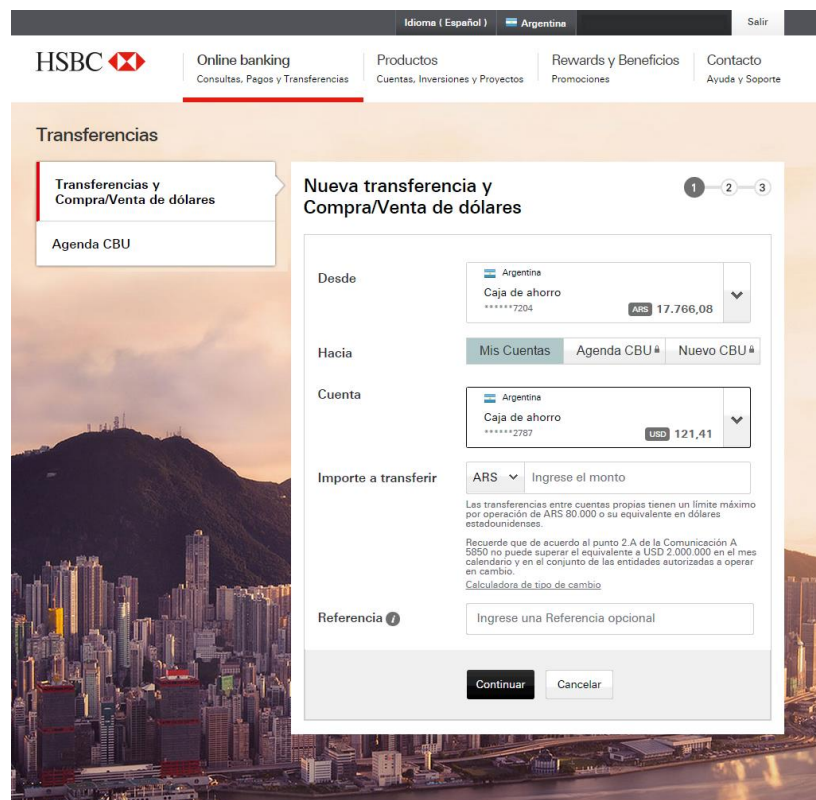 Idioma ( Español ) Argentina Salir
HSBC
Online banking
Consultas, Pagos y Transferencias
Productos
Cuentas, Inversiones y Proyectos
Rewards y Beneficios
Promociones
Contacto
Ayuda y Soporte
Transferencias
Transferencias y
Compra/Venta de dólares
Agenda CBU
Nueva transferencia y
Compra/Venta de dólares
1 2 3
Desde
Argentina
Caja de ahorro
******7204
ARS 17.766,08
Hacia
Mis Cuentas Agenda CBU Nuevo CBU
Cuenta
Argentina
Caja de ahorro
******2787
USD 121,41
Importe a transferir
ARS Ingrese el monto
Las transferencias entre cuentas propias tienen un límite máximo
por operación de ARS 80.000 o su equivalente en dólares
estadounidenses.
Recuerde que de acuerdo al punto 2.A de la Comunicación A
5850 no puede superar el equivalente a USD 2.000.000 en el mes
calendario y en el conjunto de las entidades autorizadas a operar
en cambio.
Calculadora de tipo de cambio
Referencia i
Ingrese una Referencia opcional
Continuar Cancelar